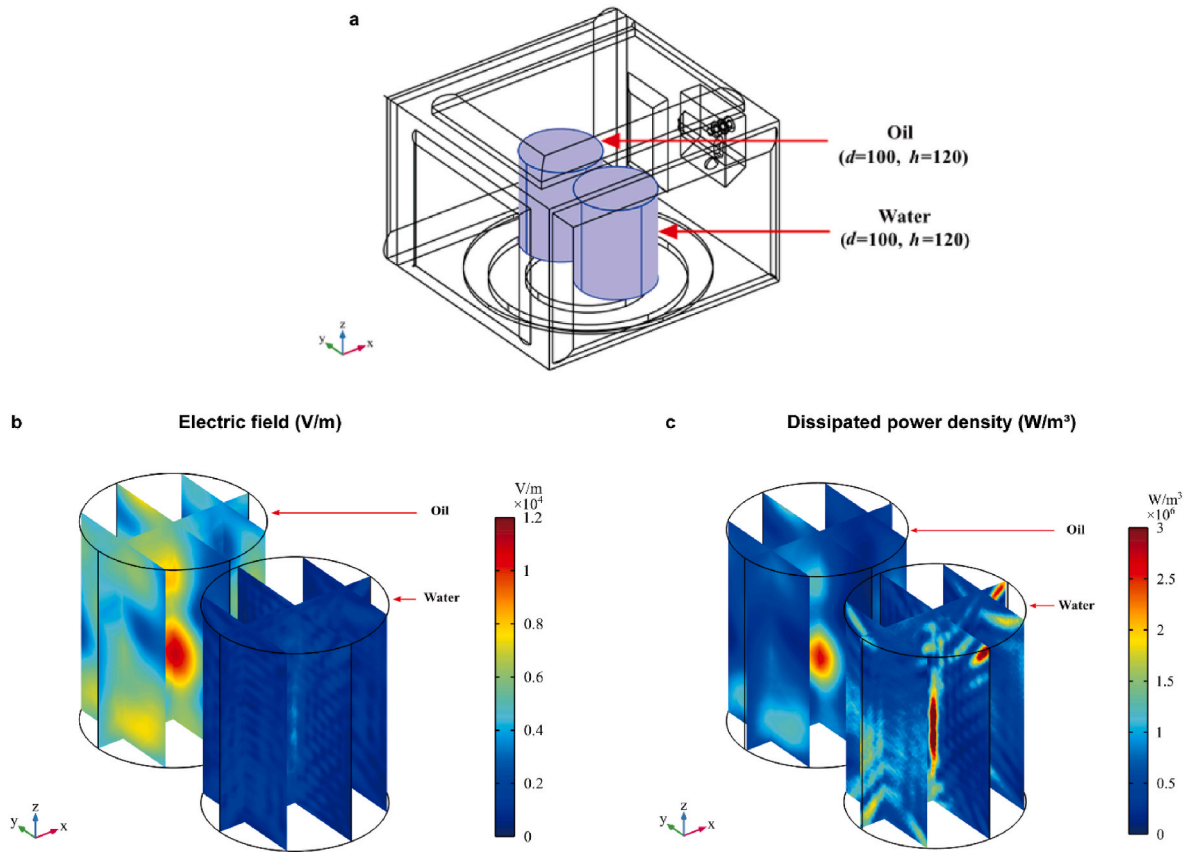 a
Oil
(d=100, h=120)
Water
(d=100, h=120)
z
y
x
b
Electric field (V/m)
c
Dissipated power density (W/m³)
V/m
×10⁴
1.2
1
0.8
0.6
0.4
0.2
0
Oil
Water
z
y
x
W/m³
×10⁶
3
2.5
2
1.5
1
0.5
0
Oil
Water
z
y
x